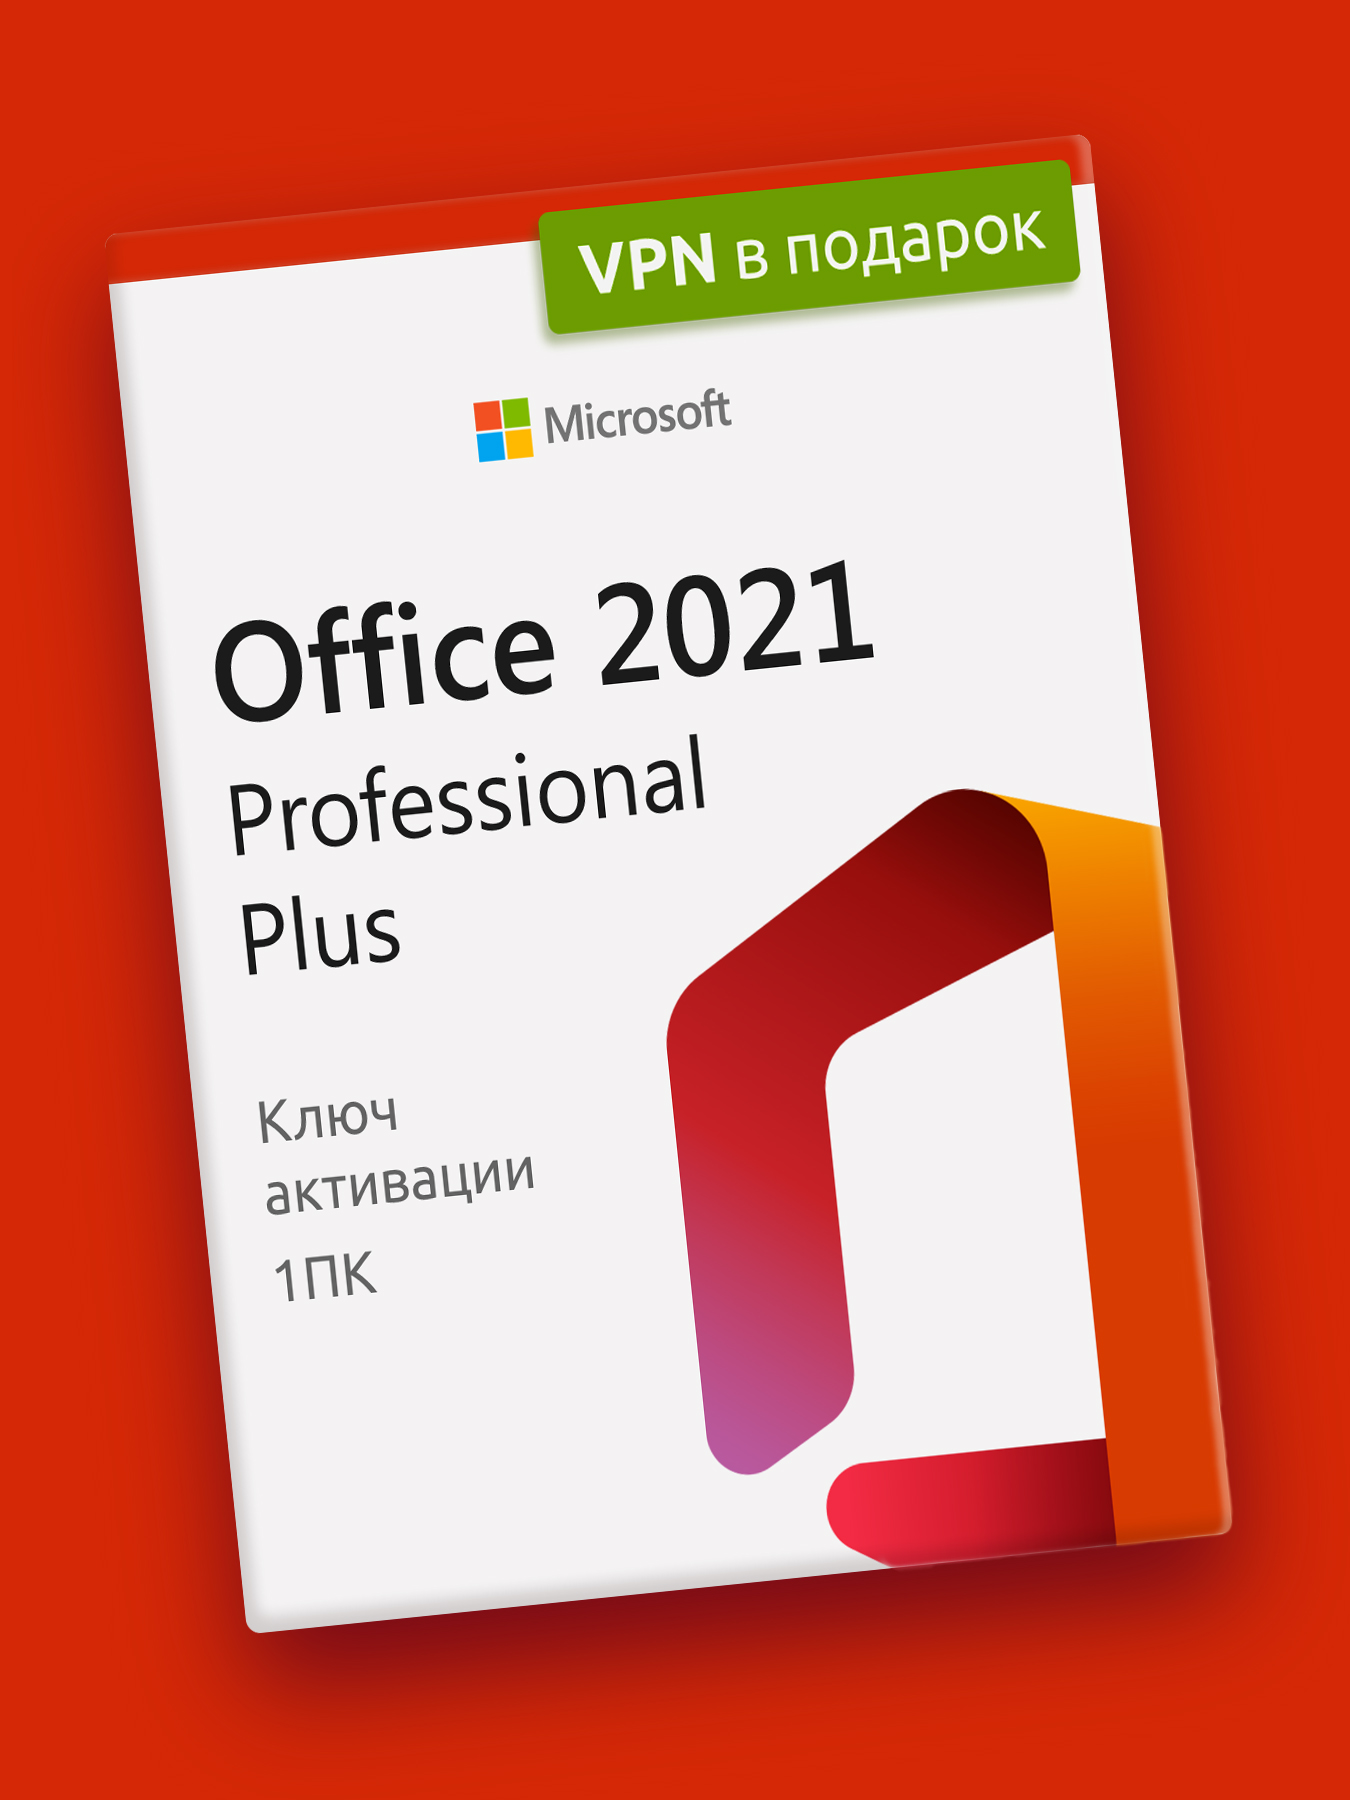 VPN в подарок
Microsoft
Office 2021
Professional
Plus
Ключ
активации
1ПК